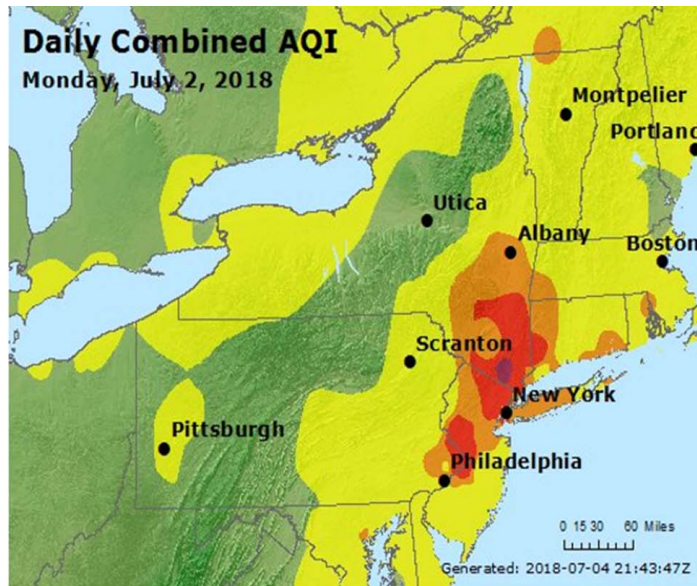 Daily Combined AQI
Monday, July 2, 2018
Montpelier
Portland
Utica
Albany
Boston
Scranton
New York
Pittsburgh
Philadelphia
0 15 30 60 Miles
Generated: 2018-07-04 21:43:47Z